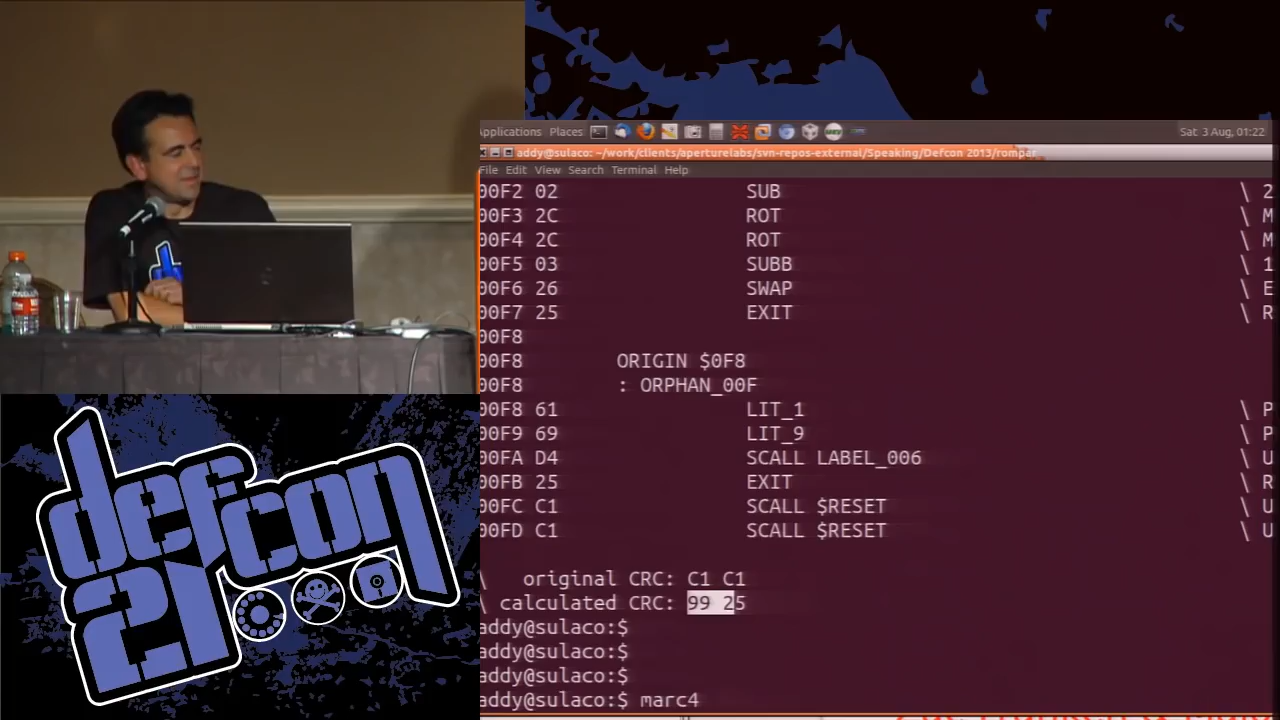 Applications Places
Sat 3 Aug, 01:22
addy@sulaco: ~/work/clients/aperturelabs/svn-repos-external/Speaking/Defcon 2013/rompar
File Edit View Search Terminal Help
00F2 02 SUB \ 2
00F3 2C ROT \ M
00F4 2C ROT \ M
00F5 03 SUBB \ 1
00F6 26 SWAP \ E
00F7 25 EXIT \ R
00F8
00F8 ORIGIN $0F8
00F8 : ORPHAN_00F
00F8 61 LIT_1 \ P
00F9 69 LIT_9 \ P
00FA D4 SCALL LABEL_006 \ U
00FB 25 EXIT \ R
00FC C1 SCALL $RESET \ U
00FD C1 SCALL $RESET \ U
\ original CRC: C1 C1
\ calculated CRC: 99 25
addy@sulaco:$
addy@sulaco:$
addy@sulaco:$
addy@sulaco:$ marc4
defcon
21